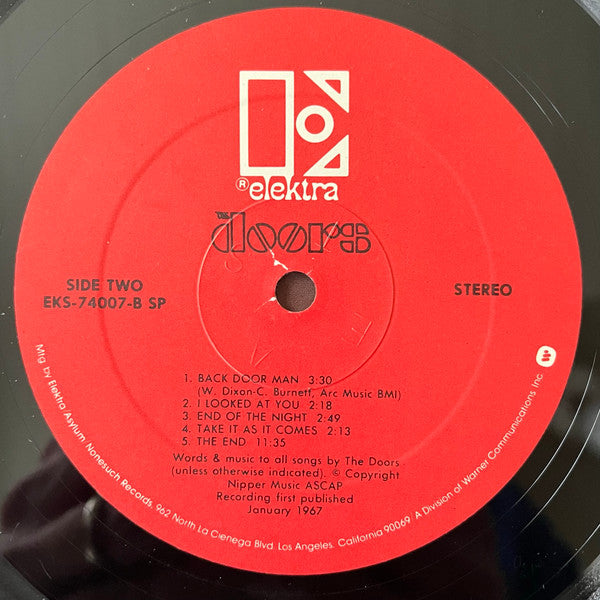 ® elektra
THE
doors
SIDE TWO
EKS-74007-B SP
STEREO
1. BACK DOOR MAN 3:30
(W. Dixon-C. Burnett, Arc Music BMI)
2. I LOOKED AT YOU 2:18
3. END OF THE NIGHT 2:49
4. TAKE IT AS IT COMES 2:13
5. THE END 11:35
Words & music to all songs by The Doors
(unless otherwise indicated). © Copyright
Nipper Music ASCAP
Recording first published
January 1967
Mfg. by Elektra Asylum Nonesuch Records, 962 North La Cienega Blvd. Los Angeles, California 90069 A Division of Warner Communications Inc.